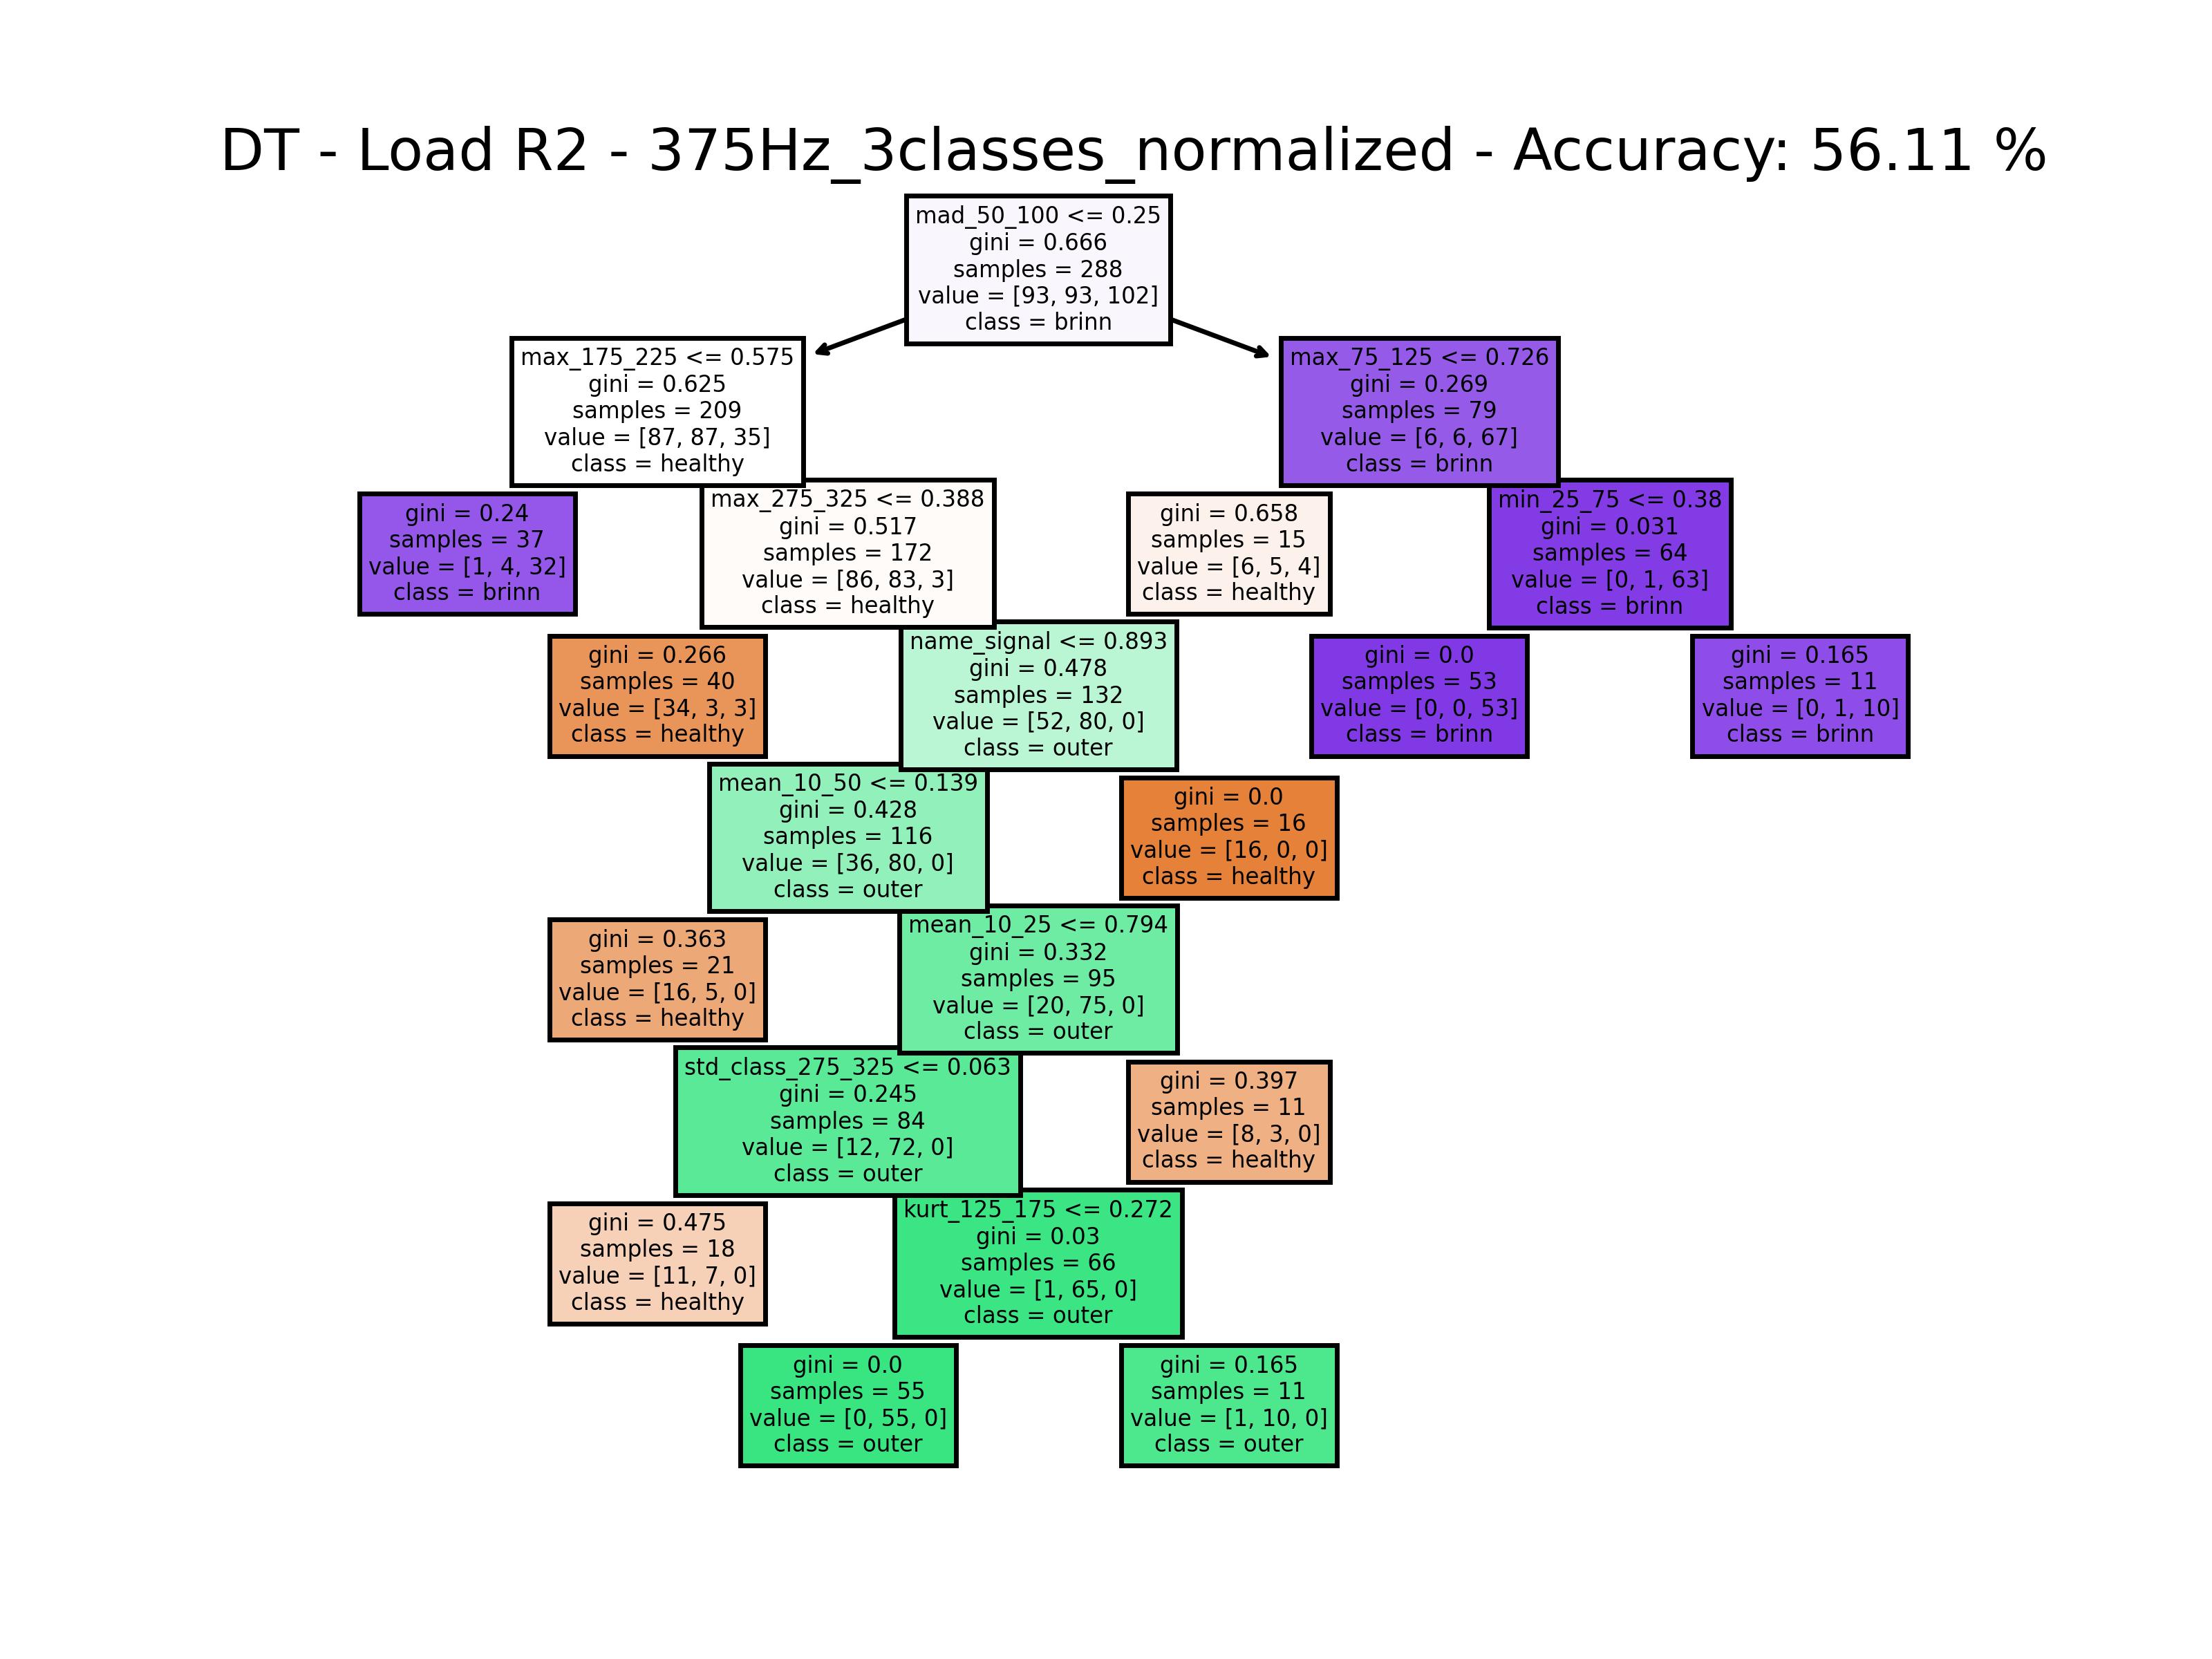 DT - Load R2 - 375Hz_3classes_normalized - Accuracy: 56.11 %
mad_50_100 <= 0.25
gini = 0.666
samples = 288
value = [93, 93, 102]
class = brinn
max_175_225 <= 0.575
gini = 0.625
samples = 209
value = [87, 87, 35]
class = healthy
max_75_125 <= 0.726
gini = 0.269
samples = 79
value = [6, 6, 67]
class = brinn
gini = 0.24
samples = 37
value = [1, 4, 32]
class = brinn
max_275_325 <= 0.388
gini = 0.517
samples = 172
value = [86, 83, 3]
class = healthy
gini = 0.658
samples = 15
value = [6, 5, 4]
class = healthy
min_25_75 <= 0.38
gini = 0.031
samples = 64
value = [0, 1, 63]
class = brinn
gini = 0.266
samples = 40
value = [34, 3, 3]
class = healthy
name_signal <= 0.893
gini = 0.478
samples = 132
value = [52, 80, 0]
class = outer
gini = 0.0
samples = 53
value = [0, 0, 53]
class = brinn
gini = 0.165
samples = 11
value = [0, 1, 10]
class = brinn
mean_10_50 <= 0.139
gini = 0.428
samples = 116
value = [36, 80, 0]
class = outer
gini = 0.0
samples = 16
value = [16, 0, 0]
class = healthy
gini = 0.363
samples = 21
value = [16, 5, 0]
class = healthy
mean_10_25 <= 0.794
gini = 0.332
samples = 95
value = [20, 75, 0]
class = outer
std_class_275_325 <= 0.063
gini = 0.245
samples = 84
value = [12, 72, 0]
class = outer
gini = 0.397
samples = 11
value = [8, 3, 0]
class = healthy
gini = 0.475
samples = 18
value = [11, 7, 0]
class = healthy
kurt_125_175 <= 0.272
gini = 0.03
samples = 66
value = [1, 65, 0]
class = outer
gini = 0.0
samples = 55
value = [0, 55, 0]
class = outer
gini = 0.165
samples = 11
value = [1, 10, 0]
class = outer